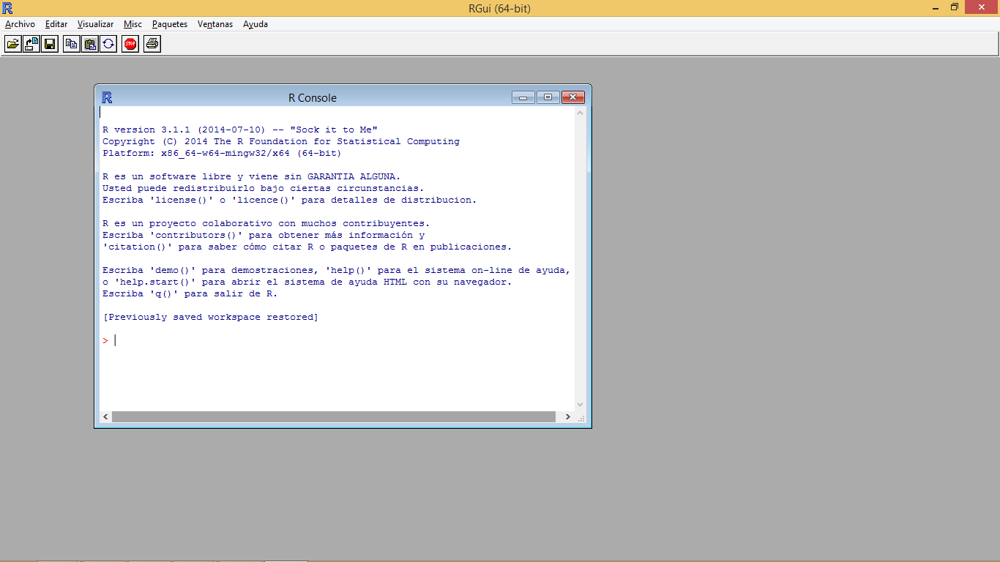 RGui (64-bit)
Archivo Editar Visualizar Misc Paquetes Ventanas Ayuda
STOP
R Console
R version 3.1.1 (2014-07-10) -- "Sock it to Me"
Copyright (C) 2014 The R Foundation for Statistical Computing
Platform: x86_64-w64-mingw32/x64 (64-bit)
R es un software libre y viene sin GARANTIA ALGUNA.
Usted puede redistribuirlo bajo ciertas circunstancias.
Escriba 'license()' o 'licence()' para detalles de distribucion.
R es un proyecto colaborativo con muchos contribuyentes.
Escriba 'contributors()' para obtener más información y
'citation()' para saber cómo citar R o paquetes de R en publicaciones.
Escriba 'demo()' para demostraciones, 'help()' para el sistema on-line de ayuda,
o 'help.start()' para abrir el sistema de ayuda HTML con su navegador.
Escriba 'q()' para salir de R.
[Previously saved workspace restored]
>